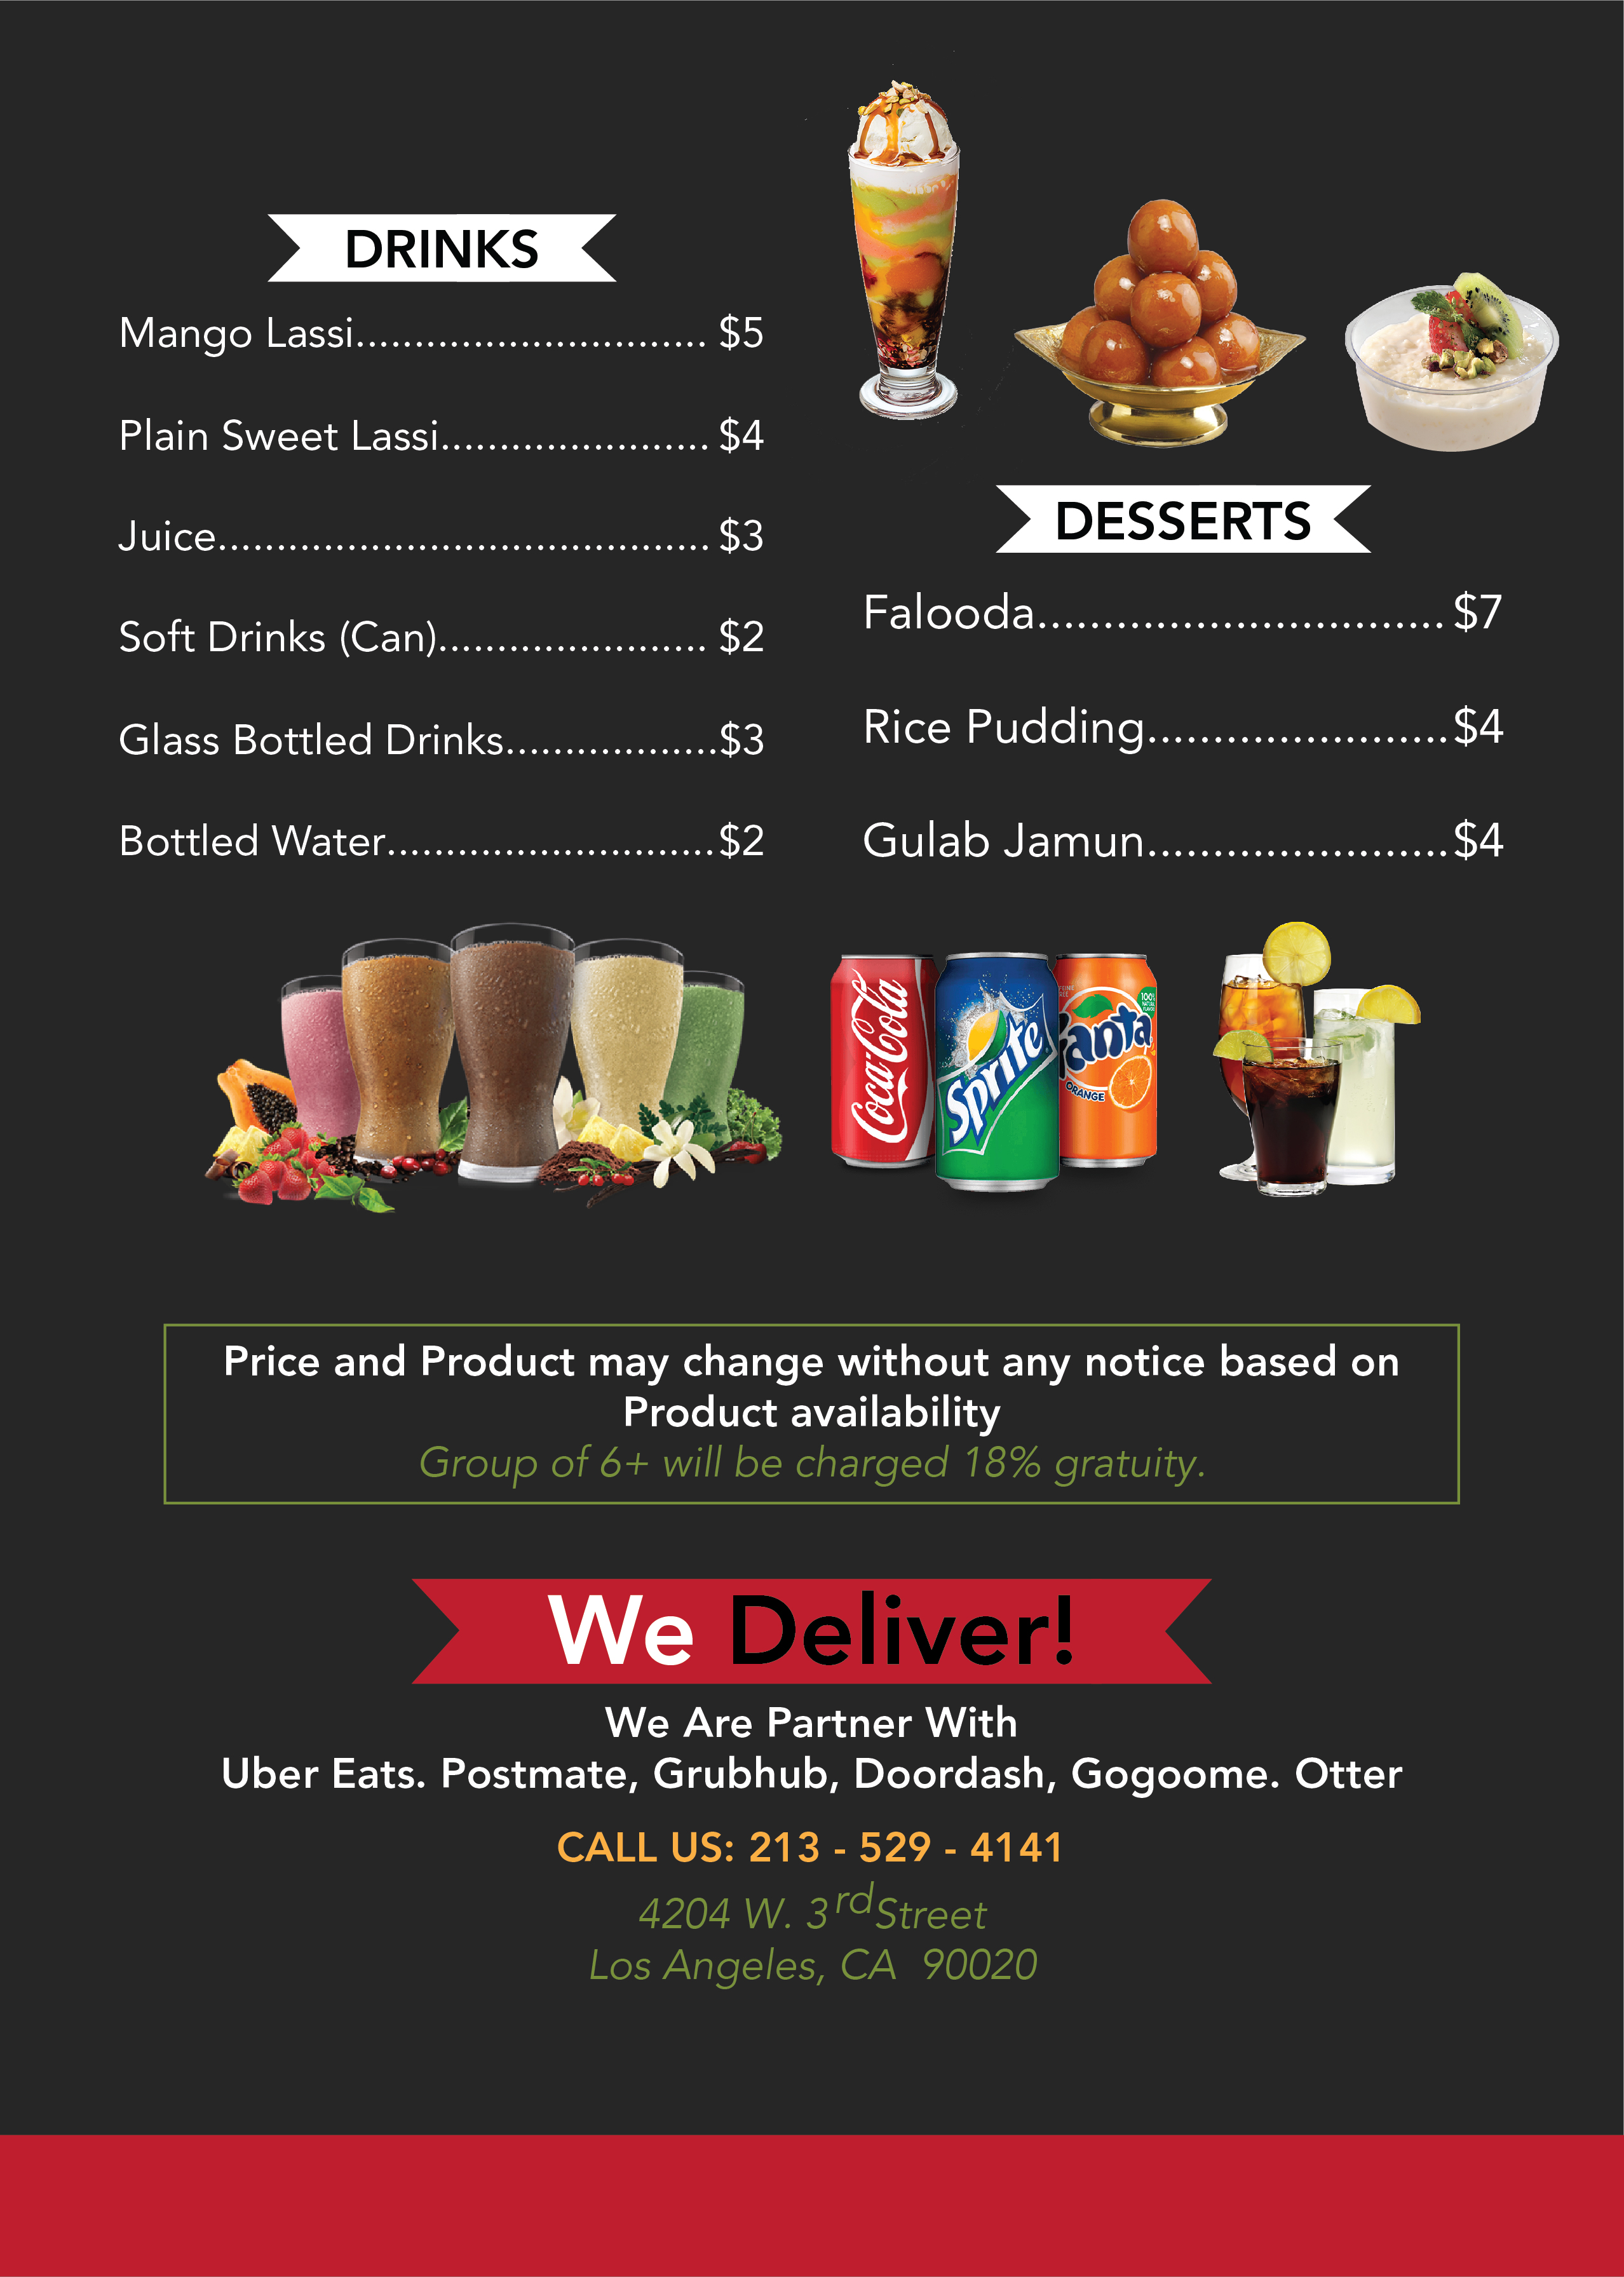 DRINKS
Mango Lassi.............................. $5
Plain Sweet Lassi....................... $4
Juice.......................................... $3
Soft Drinks (Can)....................... $2
Glass Bottled Drinks..................$3
Bottled Water............................$2
DESSERTS
Falooda............................... $7
Rice Pudding.......................$4
Gulab Jamun.......................$4
Coca-Cola
Sprite
Fanta
ORANGE
100%
NATURAL
Price and Product may change without any notice based on
Product availability
Group of 6+ will be charged 18% gratuity.
We Deliver!
We Are Partner With
Uber Eats. Postmate, Grubhub, Doordash, Gogoome. Otter
CALL US: 213 - 529 - 4141
4204 W. 3rd Street
Los Angeles, CA 90020